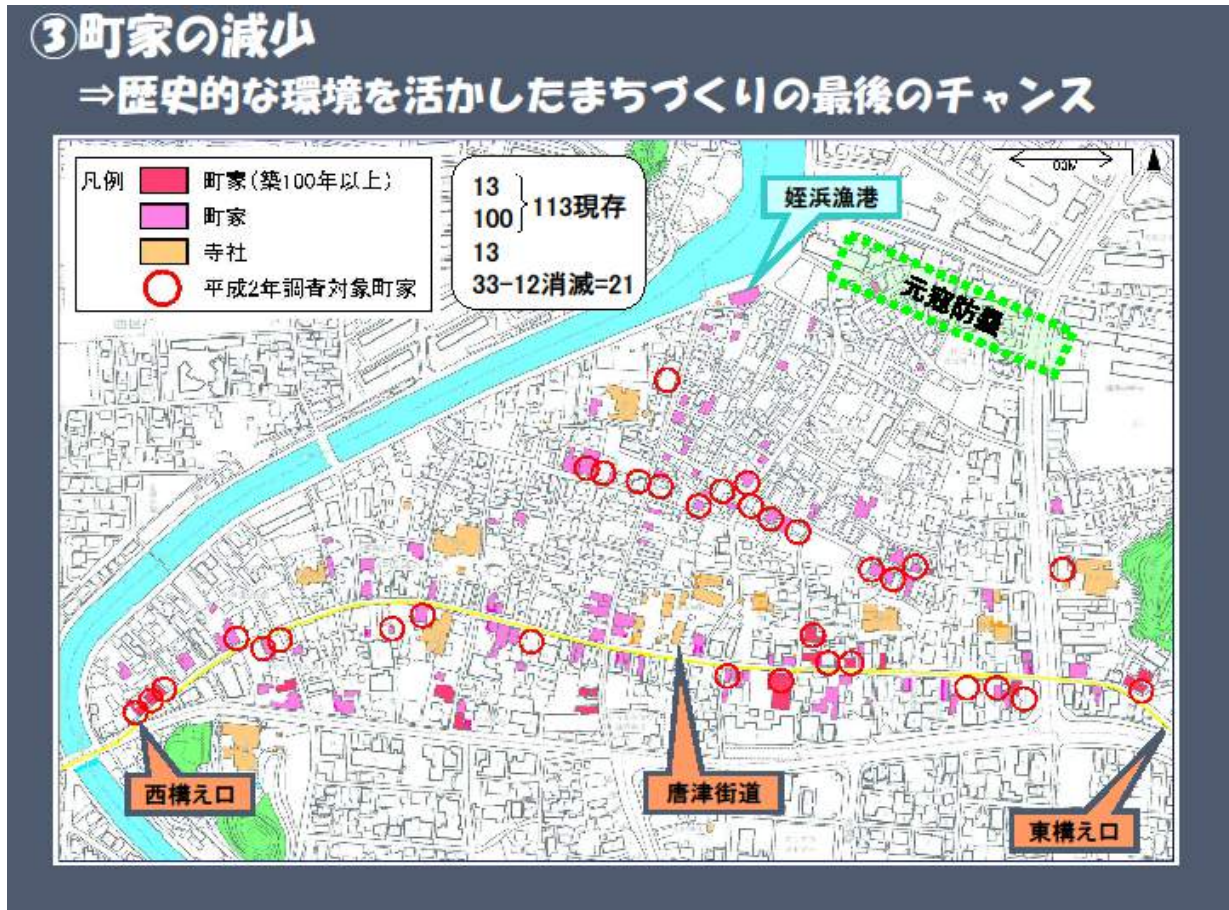 ③町家の減少
⇒歴史的な環境を活かしたまちづくりの最後のチャンス
凡例
町家(築100年以上)
町家
寺社
平成2年調査対象町家
13
100
113現存
13
33-12消滅=21
姪浜漁港
元寇防塁
西構え口
唐津街道
東構え口